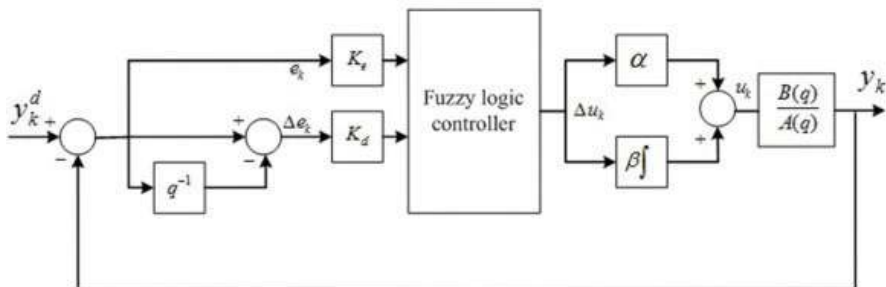 y_k^d
+
−
e_k
q^{-1}
+
−
Δe_k
K_e
K_d
Fuzzy logic
controller
Δu_k
α
β∫
+
+
u_k
B(q)
A(q)
y_k